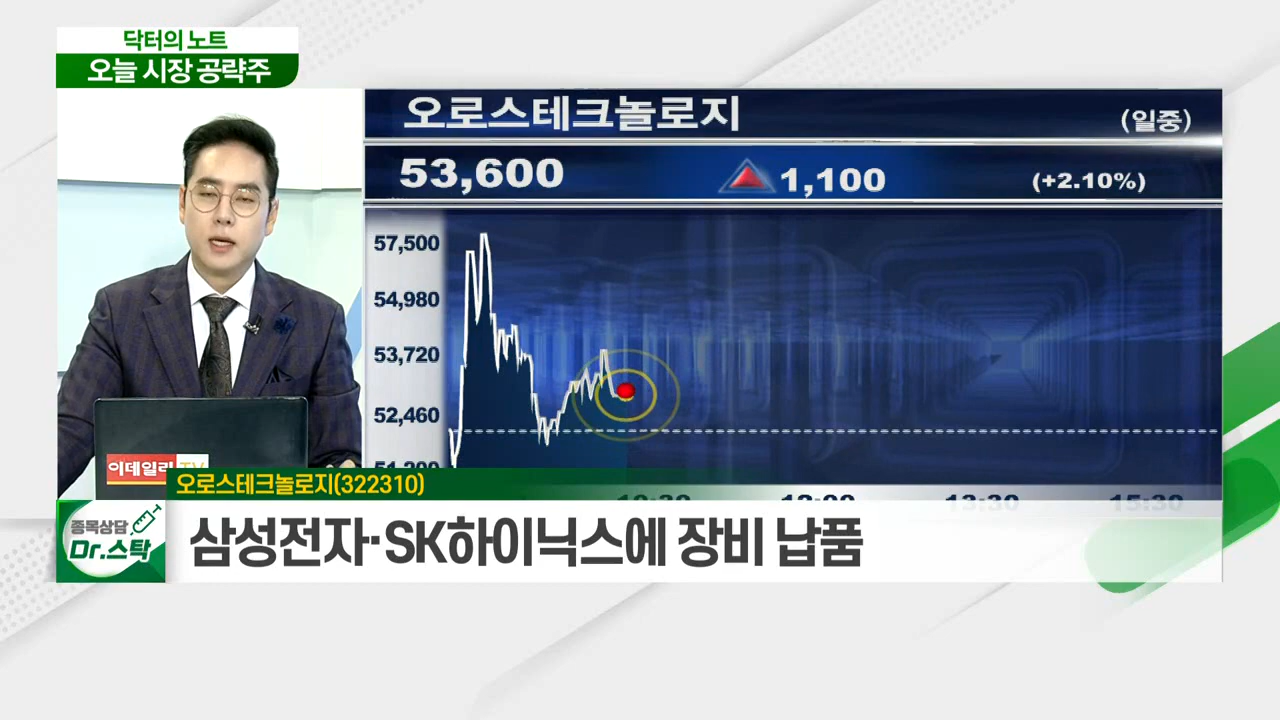 닥터의 노트
오늘 시장 공략주
오로스테크놀로지
(일중)
53,600
1,100
(+2.10%)
57,500
54,980
53,720
52,460
이데일리 TV
오로스테크놀로지(322310)
종목상담
Dr.스탁
삼성전자·SK하이닉스에 장비 납품